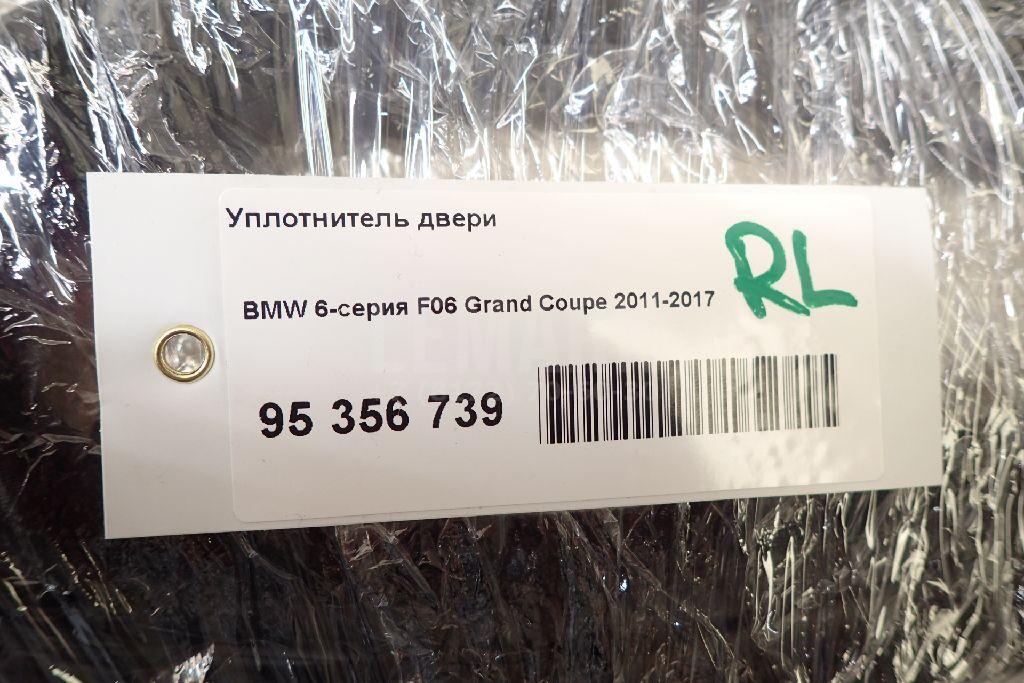 Уплотнитель двери
RL
BMW 6-серия F06 Grand Coupe 2011-2017
95 356 739